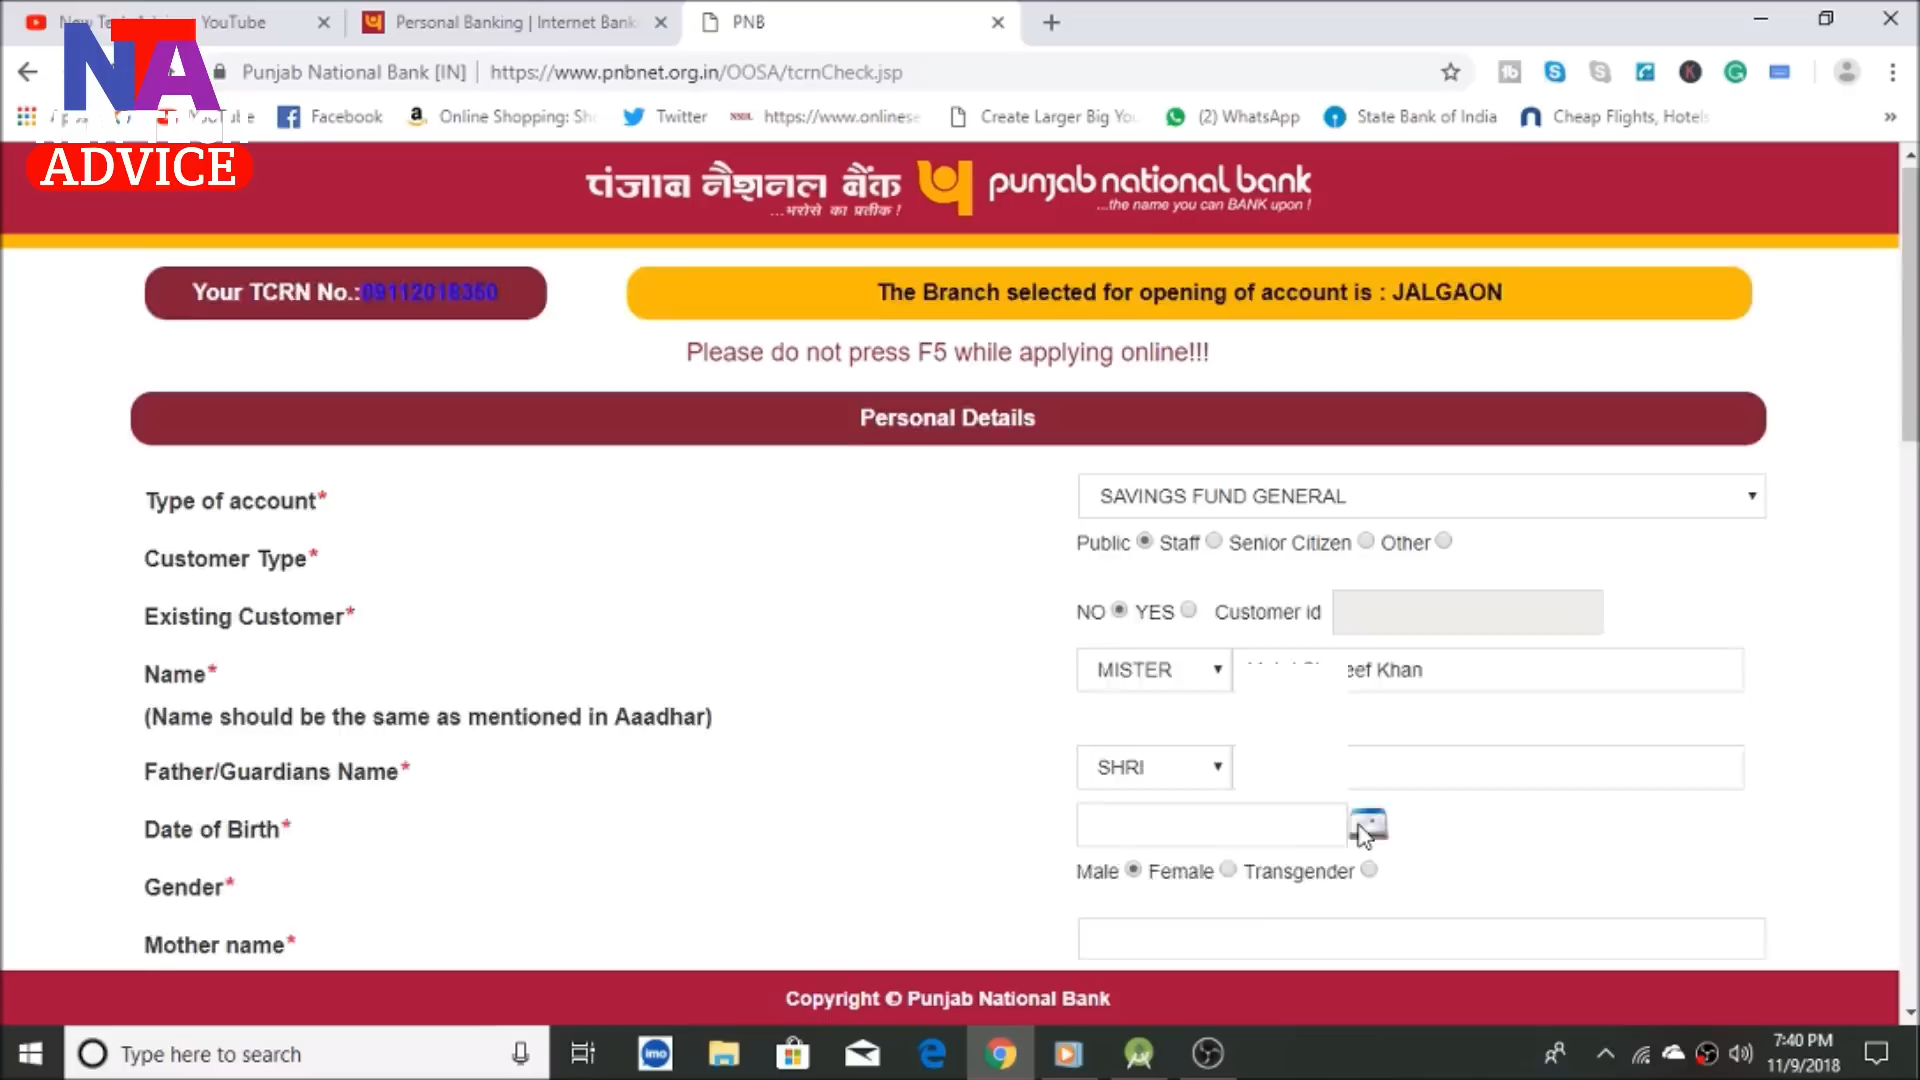 YouTube
Personal Banking | Internet Bank
PNB
Punjab National Bank [IN]
https://www.pnbnet.org.in/OOSA/tcrnCheck.jsp
Facebook
Online Shopping: Sh
Twitter
https://www.onlinese
Create Larger Big Yo
(2) WhatsApp
State Bank of India
Cheap Flights, Hotels
»
NTA
ADVICE
पंजाब नैशनल बैंक
...भरोसे का प्रतीक !
punjab national bank
...the name you can BANK upon !
Your TCRN No.:09112018350
The Branch selected for opening of account is : JALGAON
Please do not press F5 while applying online!!!
Personal Details
Type of account*
SAVINGS FUND GENERAL
Customer Type*
Public Staff Senior Citizen Other
Existing Customer*
NO YES Customer id
Name*
MISTER
eef Khan
(Name should be the same as mentioned in Aaadhar)
Father/Guardians Name*
SHRI
Date of Birth*
Gender*
Male Female Transgender
Mother name*
Copyright © Punjab National Bank
Type here to search
imo
7:40 PM
11/9/2018